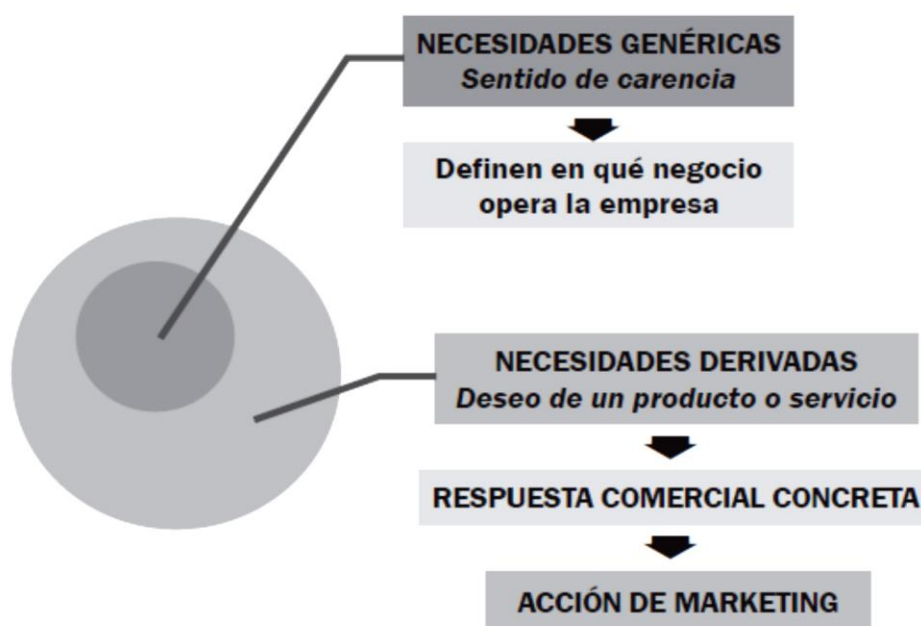 NECESIDADES GENÉRICAS
Sentido de carencia
Definen en qué negocio
opera la empresa
NECESIDADES DERIVADAS
Deseo de un producto o servicio
RESPUESTA COMERCIAL CONCRETA
ACCIÓN DE MARKETING